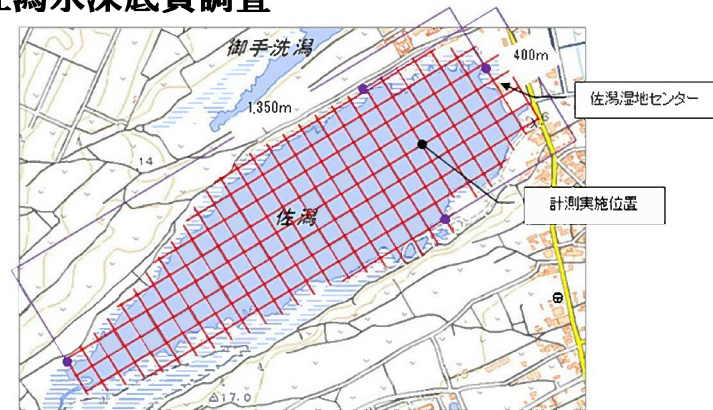 佐潟水深底質調査
御手洗潟
400m
佐潟湿地センター
1,350m
14
佐潟
計測実施位置
17.0